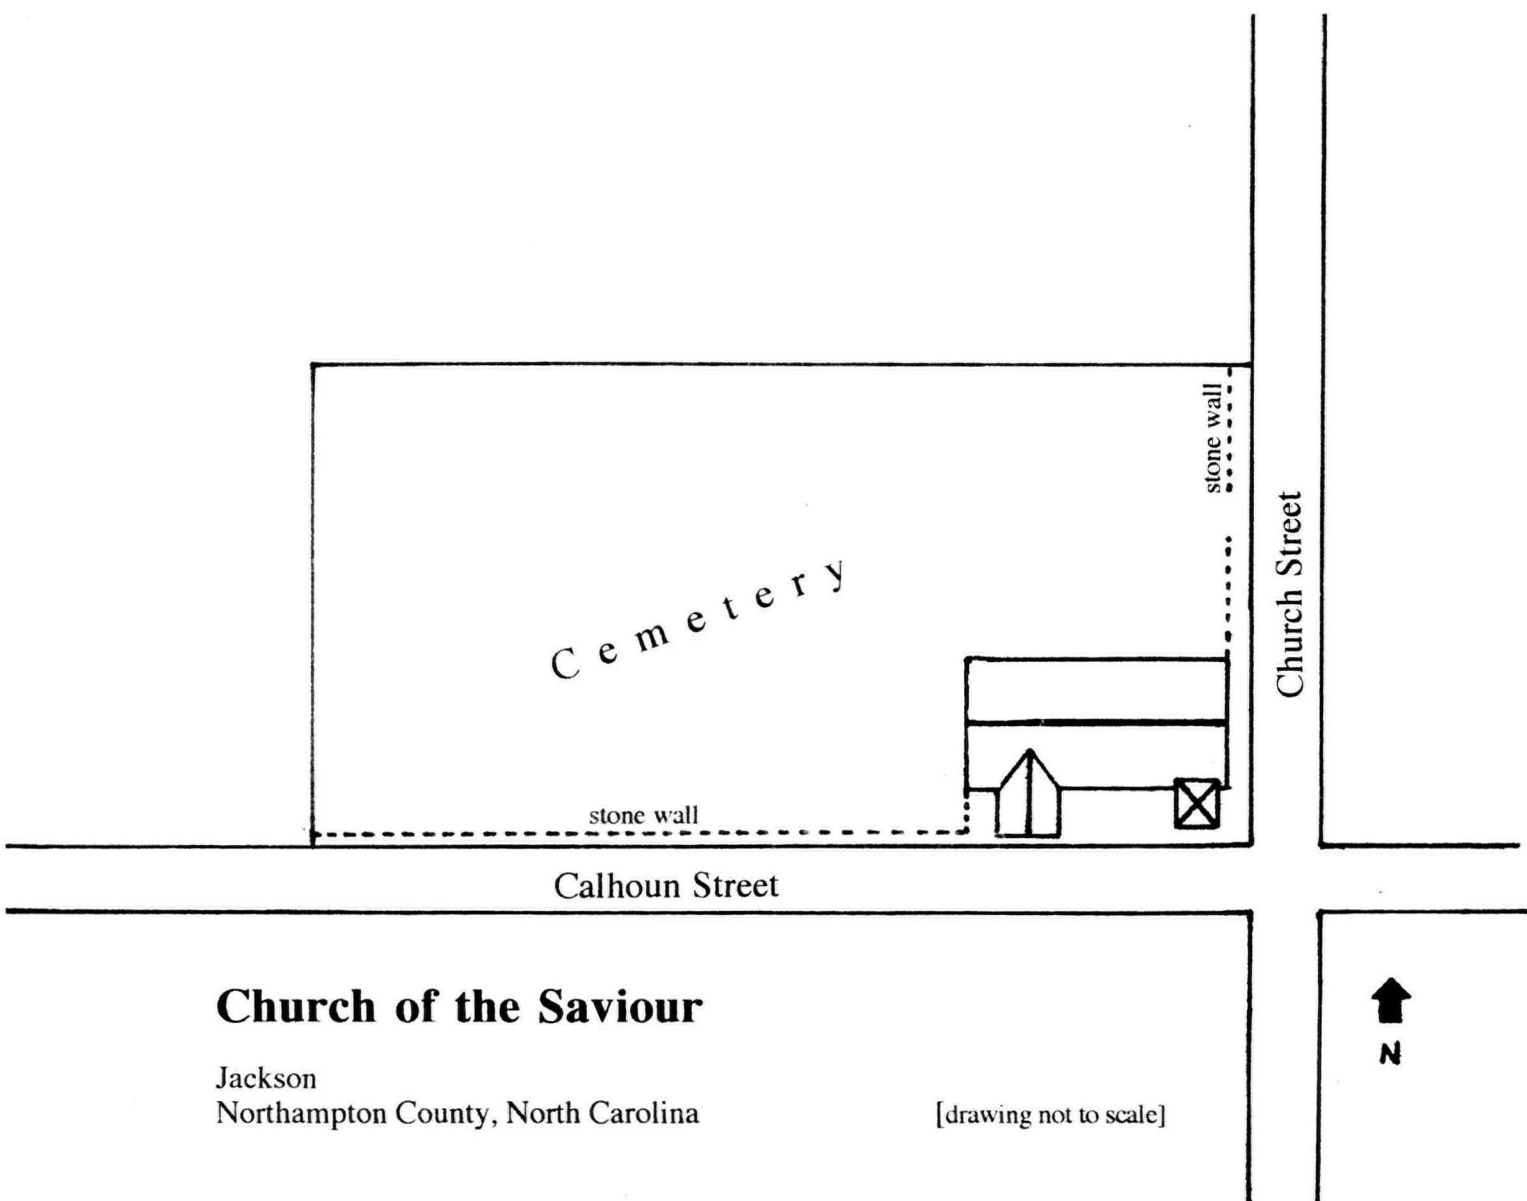 stone wall
Church Street
Cemetery
stone wall
Calhoun Street
Church of the Saviour
N
Jackson
Northampton County, North Carolina
[drawing not to scale]